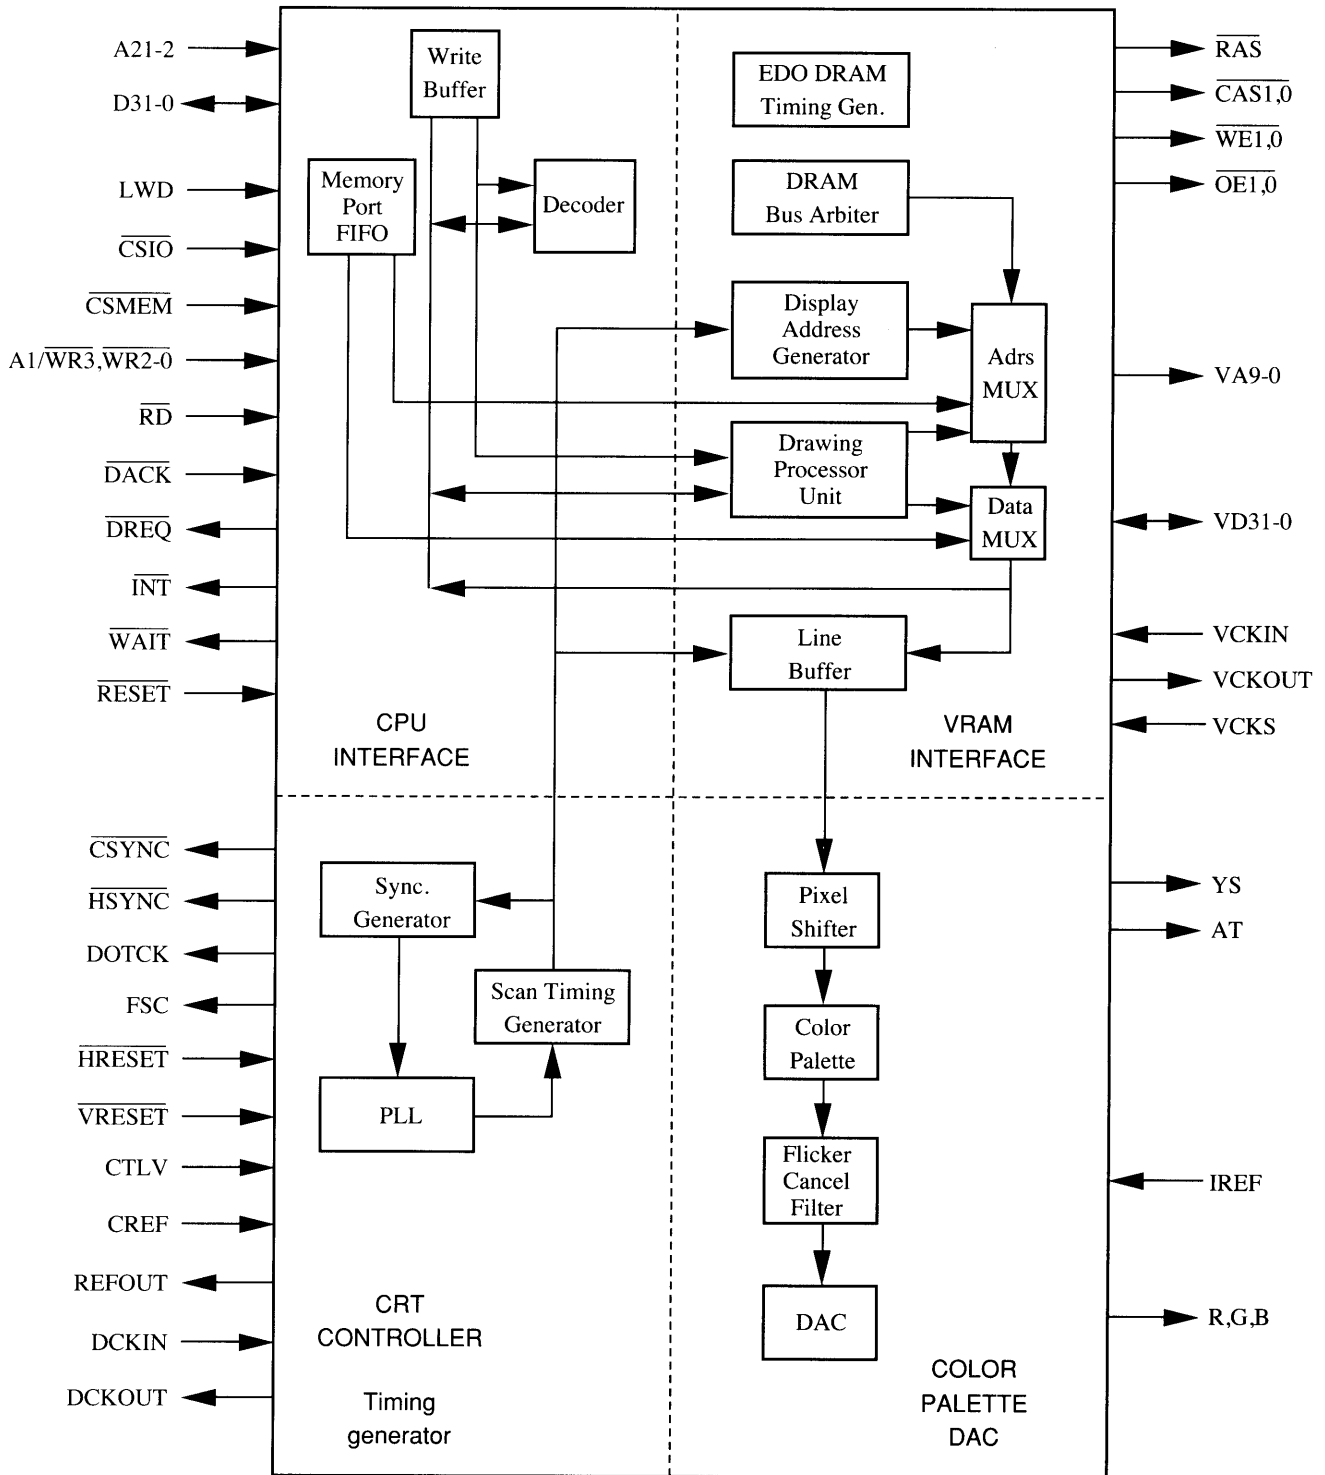 A21-2
D31-0
LWD
CSIO
CSMEM
A1/WR3,WR2-0
RD
DACK
DREQ
INT
WAIT
RESET
CSYNC
HSYNC
DOTCK
FSC
HRESET
VRESET
CTLV
CREF
REFOUT
DCKIN
DCKOUT
Write
Buffer
Memory
Port
FIFO
Decoder
CPU
INTERFACE
EDO DRAM
Timing Gen.
DRAM
Bus Arbiter
Display
Address
Generator
Adrs
MUX
Drawing
Processor
Unit
Data
MUX
Line
Buffer
VRAM
INTERFACE
Sync.
Generator
Scan Timing
Generator
PLL
CRT
CONTROLLER
Timing
generator
Pixel
Shifter
Color
Palette
Flicker
Cancel
Filter
DAC
COLOR
PALETTE
DAC
RAS
CAS1,0
WE1,0
OE1,0
VA9-0
VD31-0
VCKIN
VCKOUT
VCKS
YS
AT
IREF
R,G,B